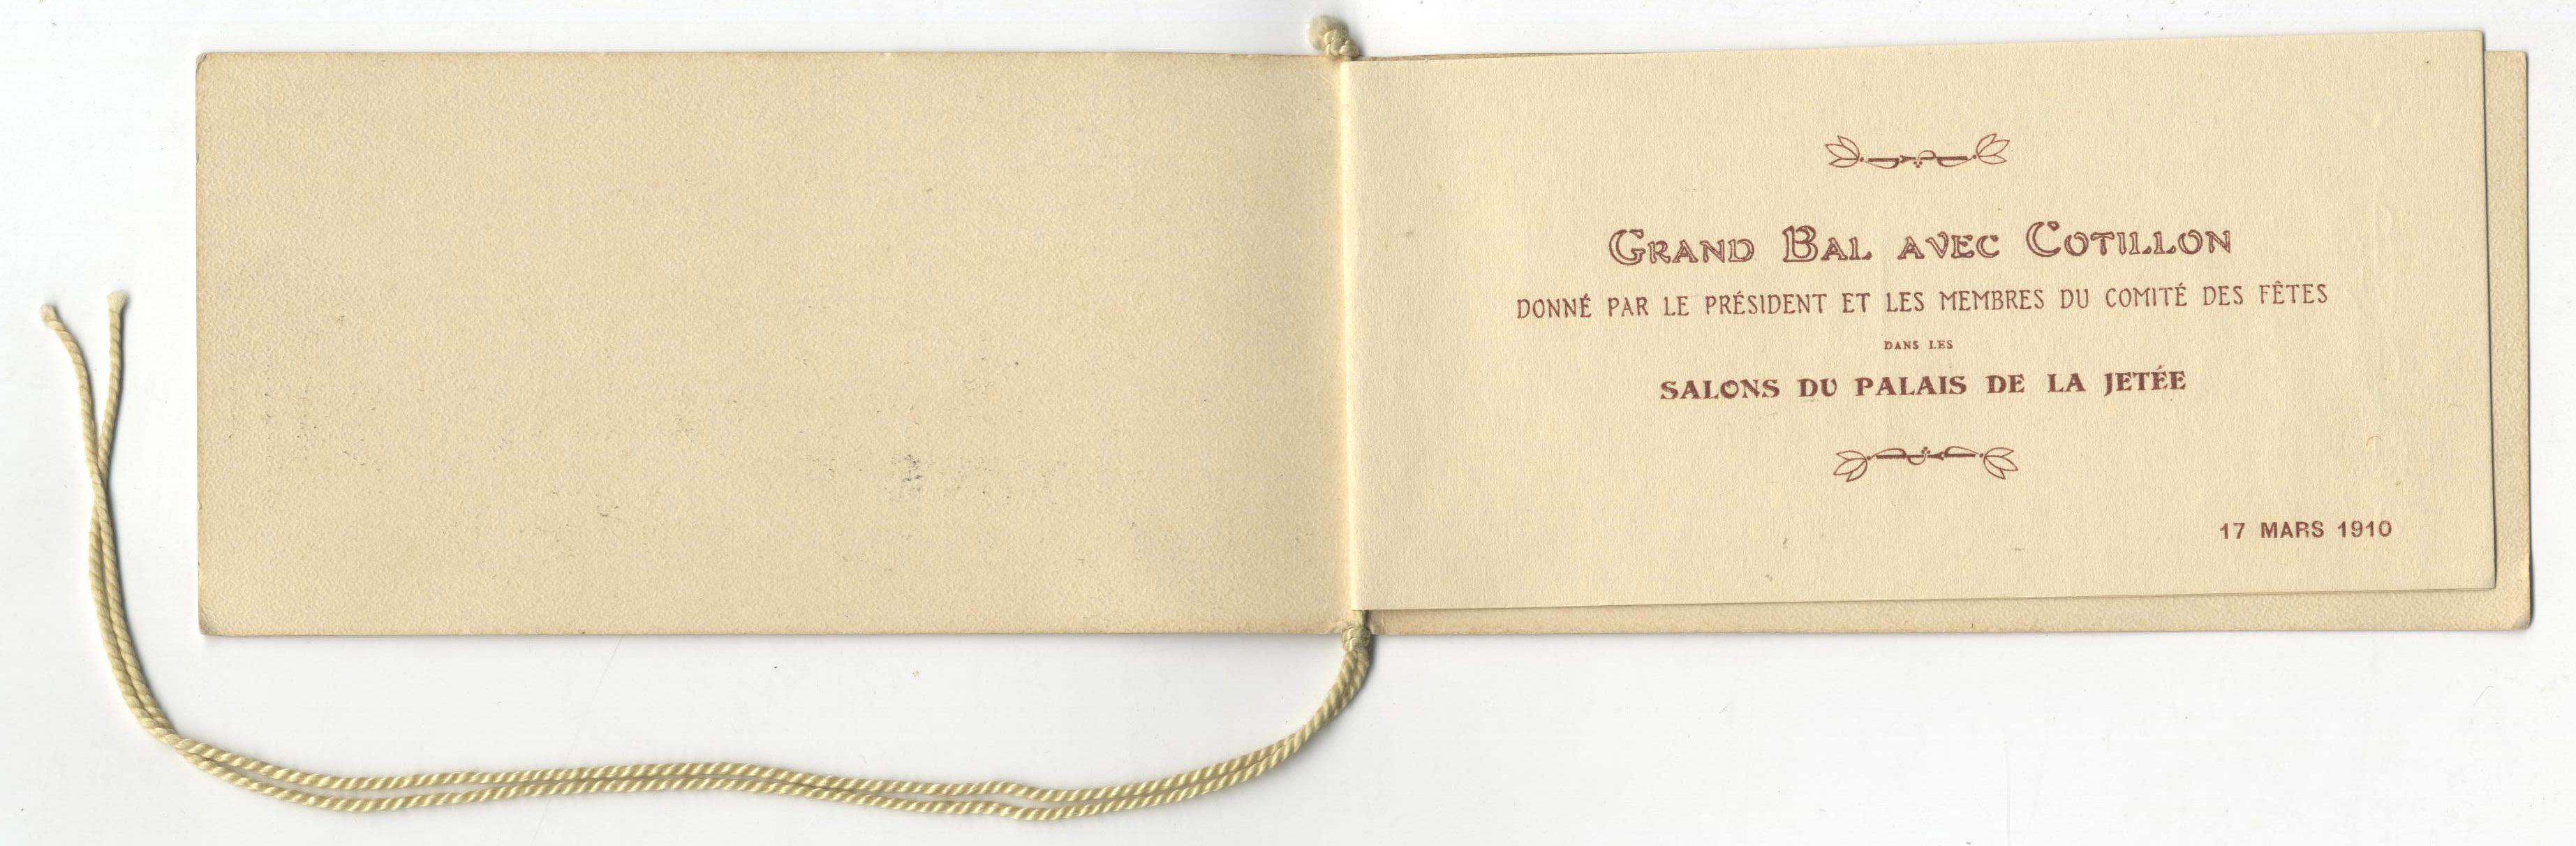 GRAND BAL AVEC COTILLON
DONNÉ PAR LE PRÉSIDENT ET LES MEMBRES DU COMITÉ DES FÊTES
DANS LES
SALONS DU PALAIS DE LA JETÉE
17 MARS 1910